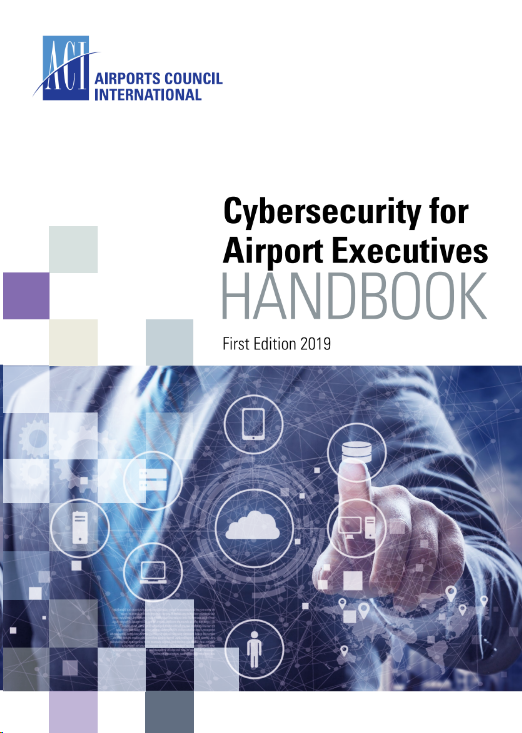 ACI
AIRPORTS COUNCIL
INTERNATIONAL
Cybersecurity for
Airport Executives
HANDBOOK
First Edition 2019